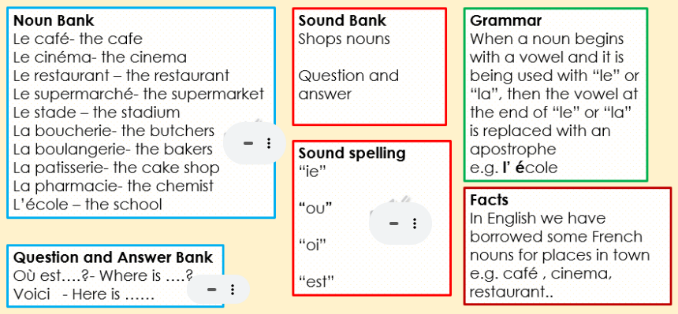 Noun Bank
Le café- the cafe
Le cinéma- the cinema
Le restaurant – the restaurant
Le supermarché- the supermarket
Le stade – the stadium
La boucherie- the butchers
La boulangerie- the bakers
La patisserie- the cake shop
La pharmacie- the chemist
L'école – the school
Question and Answer Bank
Où est....?- Where is ....?
Voici - Here is ......
Sound Bank
Shops nouns
Question and
answer
Sound spelling
“ie”
“ou”
“oi”
“est”
Grammar
When a noun begins
with a vowel and it is
being used with “le” or
“la”, then the vowel at
the end of “le” or “la”
is replaced with an
apostrophe
e.g. l' école
Facts
In English we have
borrowed some French
nouns for places in town
e.g. café , cinema,
restaurant..